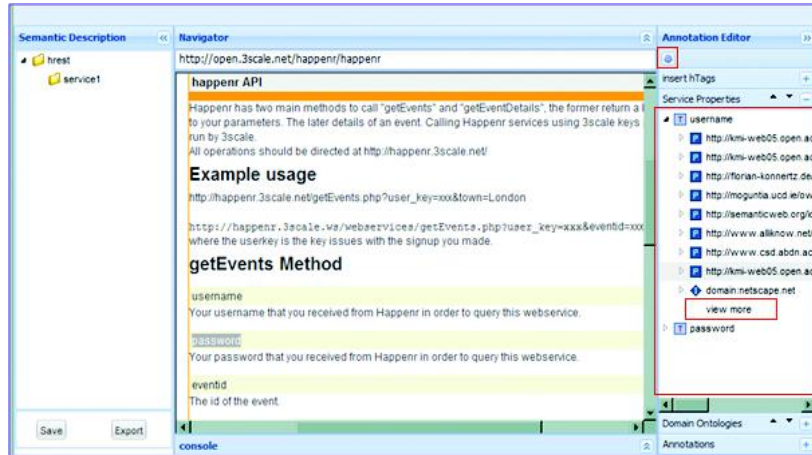 Semantic Description
hrest
service1
Save
Export
Navigator
http://open.3scale.net/happenr/happenr
happenr API
Happenr has two main methods to call "getEvents" and "getEventDetails", the former return a
to your parameters. The later details of an event. Calling Happenr services using 3scale keys
run by 3scale.
All operations should be directed at http://happenr.3scale.net/
Example usage
http://happenr.3scale.net/getEvents.php?user_key=xxx&town=London
http://happenr.3scale.ws/webservices/getEvents.php?user_key=xxx&eventid=xxx
where the userkey is the key issues with the signup you made.
getEvents Method
username
Your username that you received from Happenr in order to query this webservice.
password
Your password that you received from Happenr in order to query this webservice.
eventid
The id of the event.
console
Annotation Editor
insert hTags
Service Properties
T username
P http://kmi-web05.open.ac
P http://kmi-web05.open.ac
P http://florian-konnertz.de/
P http://moguntia.ucd.ie/ow
P http://semanticweb.org/ic
P http://www.alliknow.net/
P http://www.csd.abdn.ac
P http://kmi-web05.open.ac
domain:netscape.net
view more
T password
Domain Ontologies
Annotations